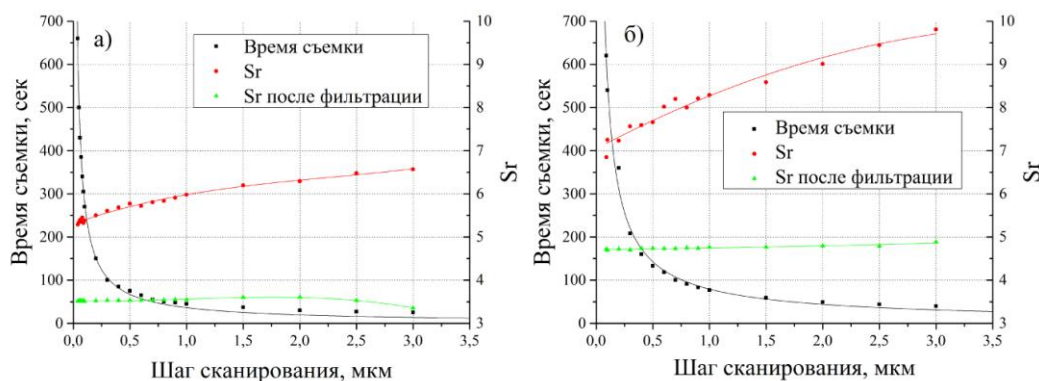 а)
Время съемки
Sr
Sr после фильтрации
Время съемки, сек
700
600
500
400
300
200
100
0
10
9
8
7
6
5
4
3
Sr
0,0 0,5 1,0 1,5 2,0 2,5 3,0 3,5
Шаг сканирования, мкм
б)
Время съемки
Sr
Sr после фильтрации
Время съемки, сек
700
600
500
400
300
200
100
0
10
9
8
7
6
5
4
3
Sr
0,0 0,5 1,0 1,5 2,0 2,5 3,0 3,5
Шаг сканирования, мкм